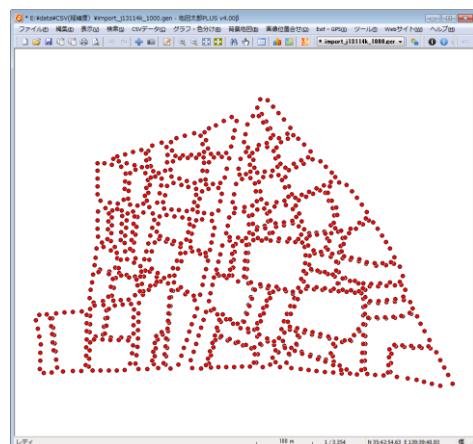 * E:¥data¥CSV(経緯度) ¥import_j13114k_1000.gen - 地図太郎PLUS v4.00β
ファイル(F) 編集(E) 表示(V) 検索(S) CSVデータ(C) グラフ・色分け(G) 背景地図(B) 画像位置合せ(O) Exif・GPS(P) ツール(T) Webサイト(W) ヘルプ(H)
* import_j13114k_1000.gen
レディ 100 m 1 / 3,354 N 35:42:54.63 E 139:39:48.80